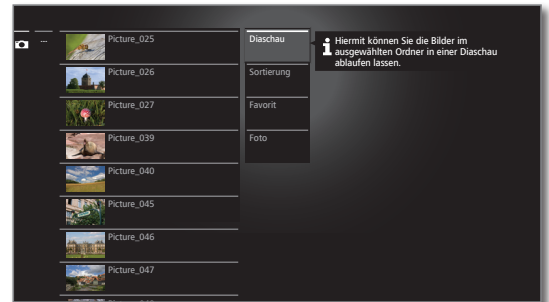 ...
Picture_025
Picture_026
Picture_027
Picture_039
Picture_040
Picture_045
Picture_046
Picture_047
Diaschau
Sortierung
Favorit
Foto
Hiermit können Sie die Bilder im
ausgewählten Ordner in einer Diaschau
ablaufen lassen.